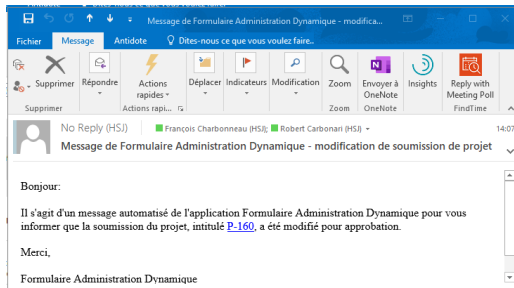 Antidote
Message de Formulaire Administration Dynamique - modifica...
Fichier Message Antidote Dites-nous ce que vous voulez faire..
Supprimer Répondre Actions rapides Déplacer Indicateurs Modification Zoom Envoyer à OneNote Insights Reply with Meeting Poll
Supprimer Actions rapi... Zoom OneNote FindTime
No Reply (HSJ) François Charbonneau (HSJ); Robert Carbonari (HSJ) 14:07
Message de Formulaire Administration Dynamique - modification de soumission de projet
Bonjour:
Il s'agit d'un message automatisé de l'application Formulaire Administration Dynamique pour vous
informer que la soumission du projet, intitulé P-160, a été modifié pour approbation.
Merci,
Formulaire Administration Dynamique